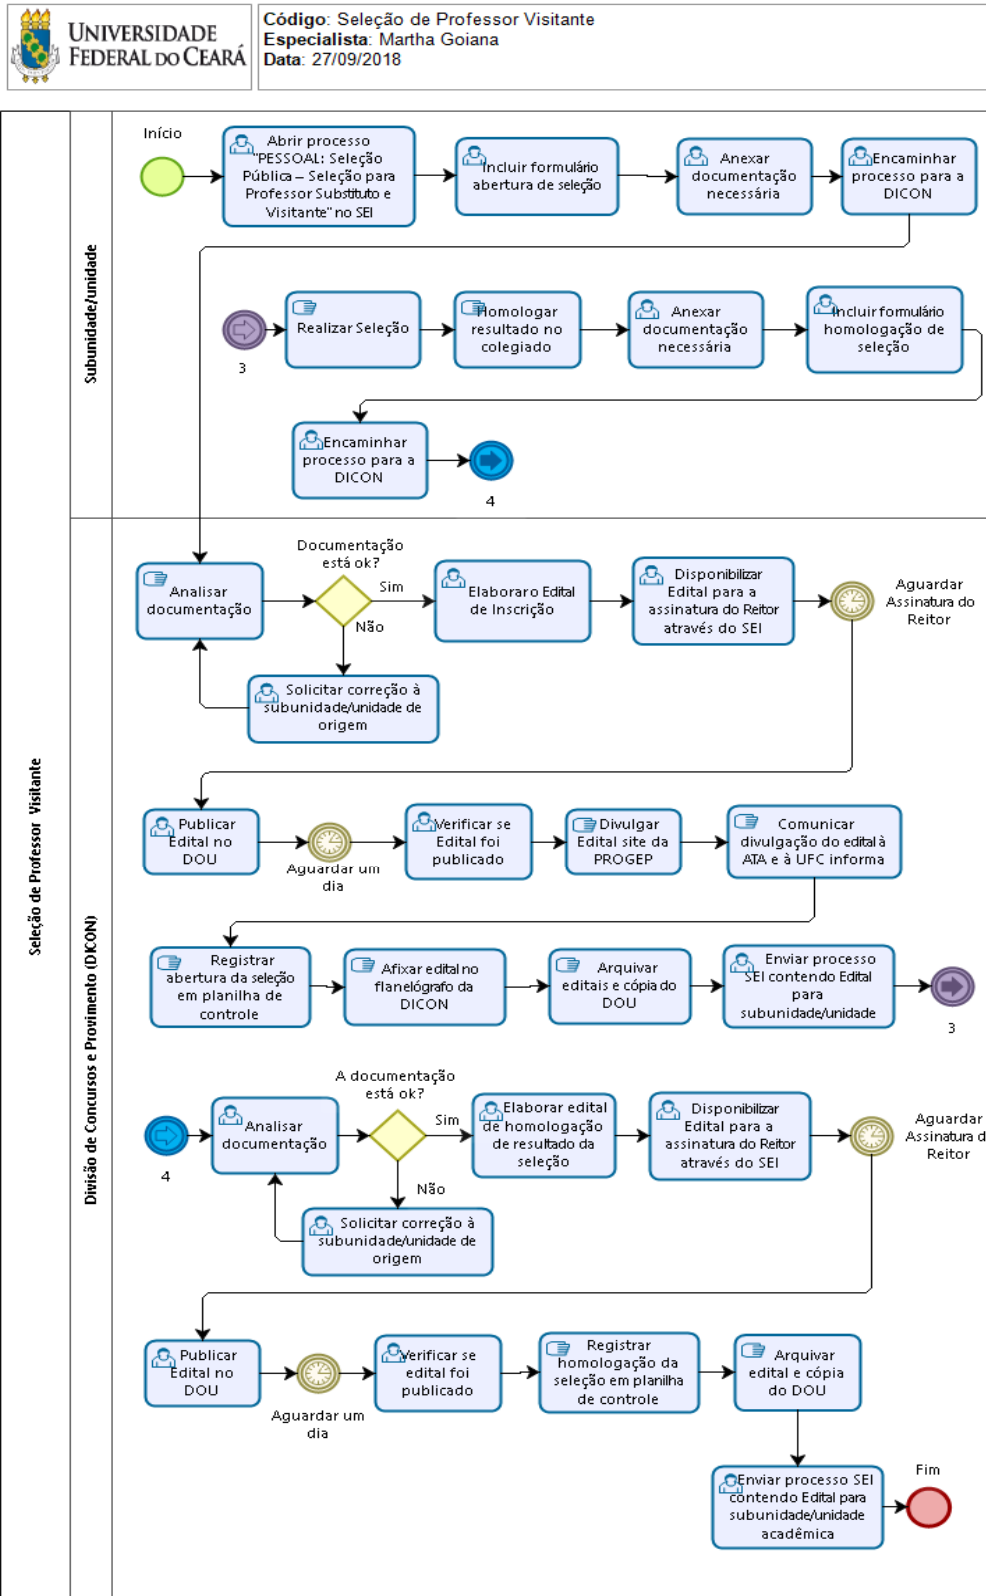 UNIVERSIDADE
FEDERAL DO CEARÁ
Código: Seleção de Professor Visitante
Especialista: Martha Goiana
Data: 27/09/2018
Seleção de Professor Visitante
Subunidade/unidade
Início
Abrir processo
"PESSOAL: Seleção
Pública – Seleção para
Professor Substituto e
Visitante" no SEI
Incluir formulário
abertura de seleção
Anexar
documentação
necessária
Encaminhar
processo para a
DICON
3
Realizar Seleção
Homologar
resultado no
colegiado
Anexar
documentação
necessária
Incluir formulário
homologação de
seleção
Encaminhar
processo para a
DICON
4
Divisão de Concursos e Provimento (DICON)
Analisar
documentação
Documentação
está ok?
Sim
Não
Elaboraro Edital
de Inscrição
Disponibilizar
Edital para a
assinatura do Reitor
através do SEI
Aguardar
Assinatura do
Reitor
Solicitar correção à
subunidade/unidade de
origem
Publicar
Edital no
DOU
Aguardar um
dia
Verificar se
Edital foi
publicado
Divulgar
Edital site da
PROGEP
Comunicar
divulgação do edital à
ATA e à UFC informa
Registrar
abertura da seleção
em planilha de
controle
Afixar edital no
flanelógrafo da
DICON
Arquivar
editais e cópia do
DOU
Enviar processo
SEI contendo Edital
para
subunidade/unidade
3
4
Analisar
documentação
A documentação
está ok?
Sim
Não
Elaborar edital
de homologação
de resultado da
seleção
Disponibilizar
Edital para a
assinatura do Reitor
através do SEI
Aguardar
Assinatura d
Reitor
Solicitar correção à
subunidade/unidade de
origem
Publicar
Edital no
DOU
Aguardar um
dia
Verificar se
edital foi
publicado
Registrar
homologação da
seleção em planilha
de controle
Arquivar
edital e cópia
do DOU
Enviar processo SEI
contendo Edital para
subunidade/unidade
acadêmica
Fim